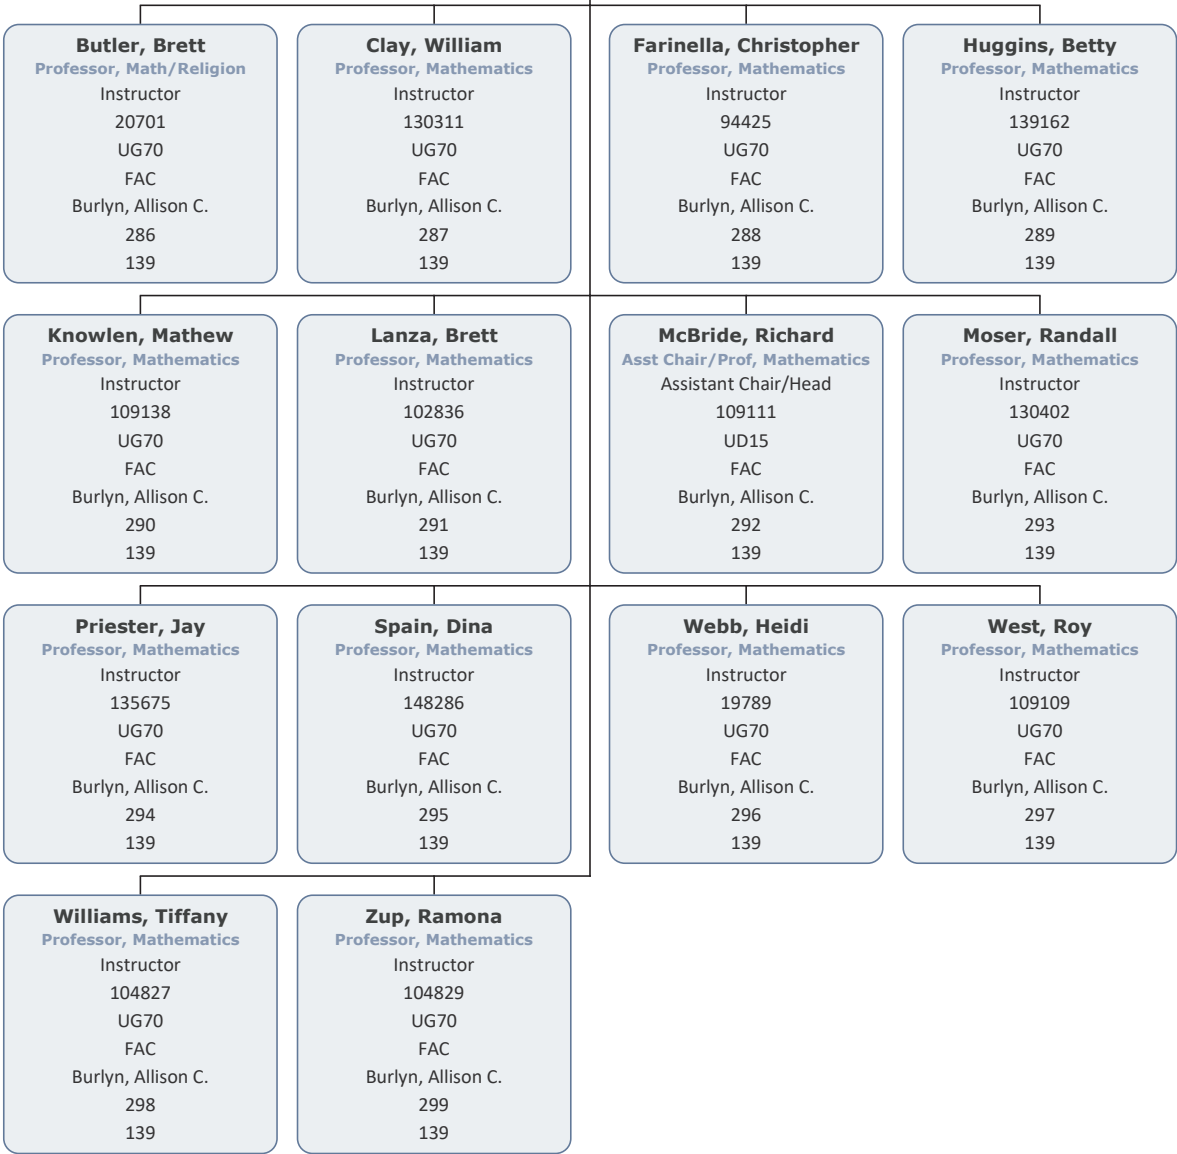 Butler, Brett
Professor, Math/Religion
Instructor
20701
UG70
FAC
Burlyn, Allison C.
286
139
Clay, William
Professor, Mathematics
Instructor
130311
UG70
FAC
Burlyn, Allison C.
287
139
Farinella, Christopher
Professor, Mathematics
Instructor
94425
UG70
FAC
Burlyn, Allison C.
288
139
Huggins, Betty
Professor, Mathematics
Instructor
139162
UG70
FAC
Burlyn, Allison C.
289
139
Knowlen, Mathew
Professor, Mathematics
Instructor
109138
UG70
FAC
Burlyn, Allison C.
290
139
Lanza, Brett
Professor, Mathematics
Instructor
102836
UG70
FAC
Burlyn, Allison C.
291
139
McBride, Richard
Asst Chair/Prof, Mathematics
Assistant Chair/Head
109111
UD15
FAC
Burlyn, Allison C.
292
139
Moser, Randall
Professor, Mathematics
Instructor
130402
UG70
FAC
Burlyn, Allison C.
293
139
Priester, Jay
Professor, Mathematics
Instructor
135675
UG70
FAC
Burlyn, Allison C.
294
139
Spain, Dina
Professor, Mathematics
Instructor
148286
UG70
FAC
Burlyn, Allison C.
295
139
Webb, Heidi
Professor, Mathematics
Instructor
19789
UG70
FAC
Burlyn, Allison C.
296
139
West, Roy
Professor, Mathematics
Instructor
109109
UG70
FAC
Burlyn, Allison C.
297
139
Williams, Tiffany
Professor, Mathematics
Instructor
104827
UG70
FAC
Burlyn, Allison C.
298
139
Zup, Ramona
Professor, Mathematics
Instructor
104829
UG70
FAC
Burlyn, Allison C.
299
139